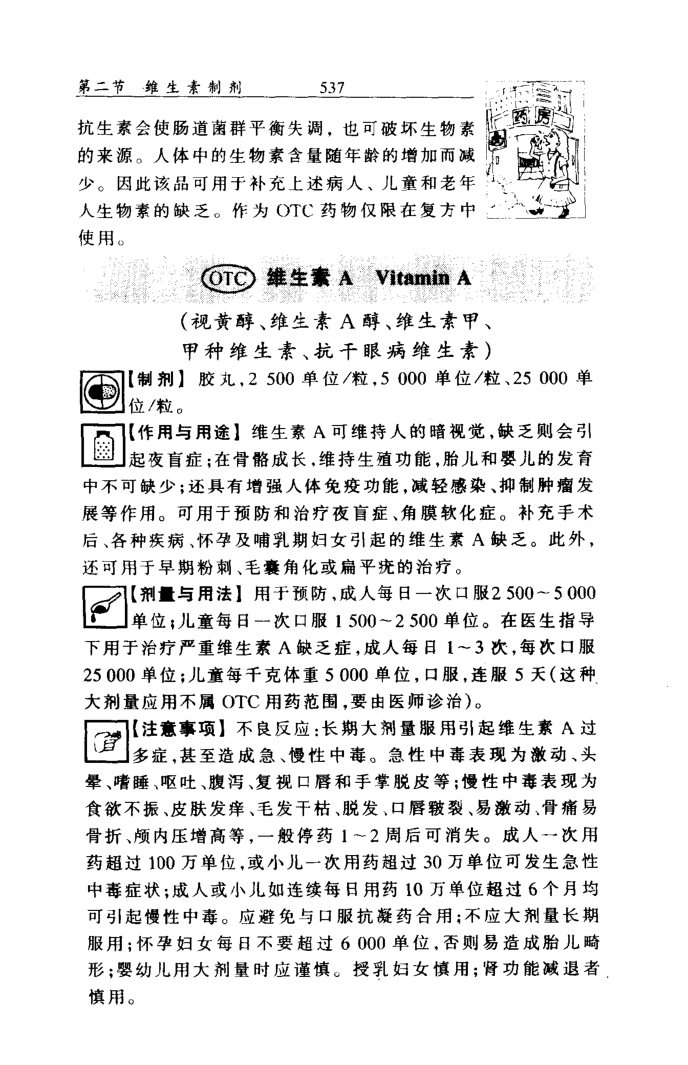 第二节 维生素制剂 537
药房
抗生素会使肠道菌群平衡失调，也可破坏生物素
的来源。人体中的生物素含量随年龄的增加而减
少。因此该品可用于补充上述病人、儿童和老年
人生物素的缺乏。作为 OTC 药物仅限在复方中
使用。
OTC 维生素 A Vitamin A
(视黄醇、维生素 A 醇、维生素甲、
甲种维生素、抗干眼病维生素)
【制剂】 胶丸,2 500 单位/粒,5 000 单位/粒、25 000 单
位/粒。
【作用与用途】 维生素 A 可维持人的暗视觉,缺乏则会引
起夜盲症;在骨骼成长,维持生殖功能,胎儿和婴儿的发育
中不可缺少;还具有增强人体免疫功能,减轻感染、抑制肿瘤发
展等作用。可用于预防和治疗夜盲症、角膜软化症。补充手术
后、各种疾病、怀孕及哺乳期妇女引起的维生素 A 缺乏。此外,
还可用于早期粉刺、毛囊角化或扁平疣的治疗。
【剂量与用法】 用于预防,成人每日一次口服2 500~5 000
单位;儿童每日一次口服 1 500~2 500 单位。在医生指导
下用于治疗严重维生素 A 缺乏症,成人每日 1~3 次,每次口服
25 000 单位;儿童每千克体重 5 000 单位,口服,连服 5 天(这种
大剂量应用不属 OTC 用药范围,要由医师诊治)。
【注意事项】 不良反应:长期大剂量服用引起维生素 A 过
多症,甚至造成急、慢性中毒。急性中毒表现为激动、头
晕、嗜睡、呕吐、腹泻、复视口唇和手掌脱皮等;慢性中毒表现为
食欲不振、皮肤发痒、毛发干枯、脱发、口唇皲裂、易激动、骨痛易
骨折、颅内压增高等,一般停药 1~2 周后可消失。成人一次用
药超过 100 万单位,或小儿一次用药超过 30 万单位可发生急性
中毒症状;成人或小儿如连续每日用药 10 万单位超过 6 个月均
可引起慢性中毒。应避免与口服抗凝药合用;不应大剂量长期
服用;怀孕妇女每日不要超过 6 000 单位,否则易造成胎儿畸
形;婴幼儿用大剂量时应谨慎。授乳妇女慎用;肾功能减退者
慎用。